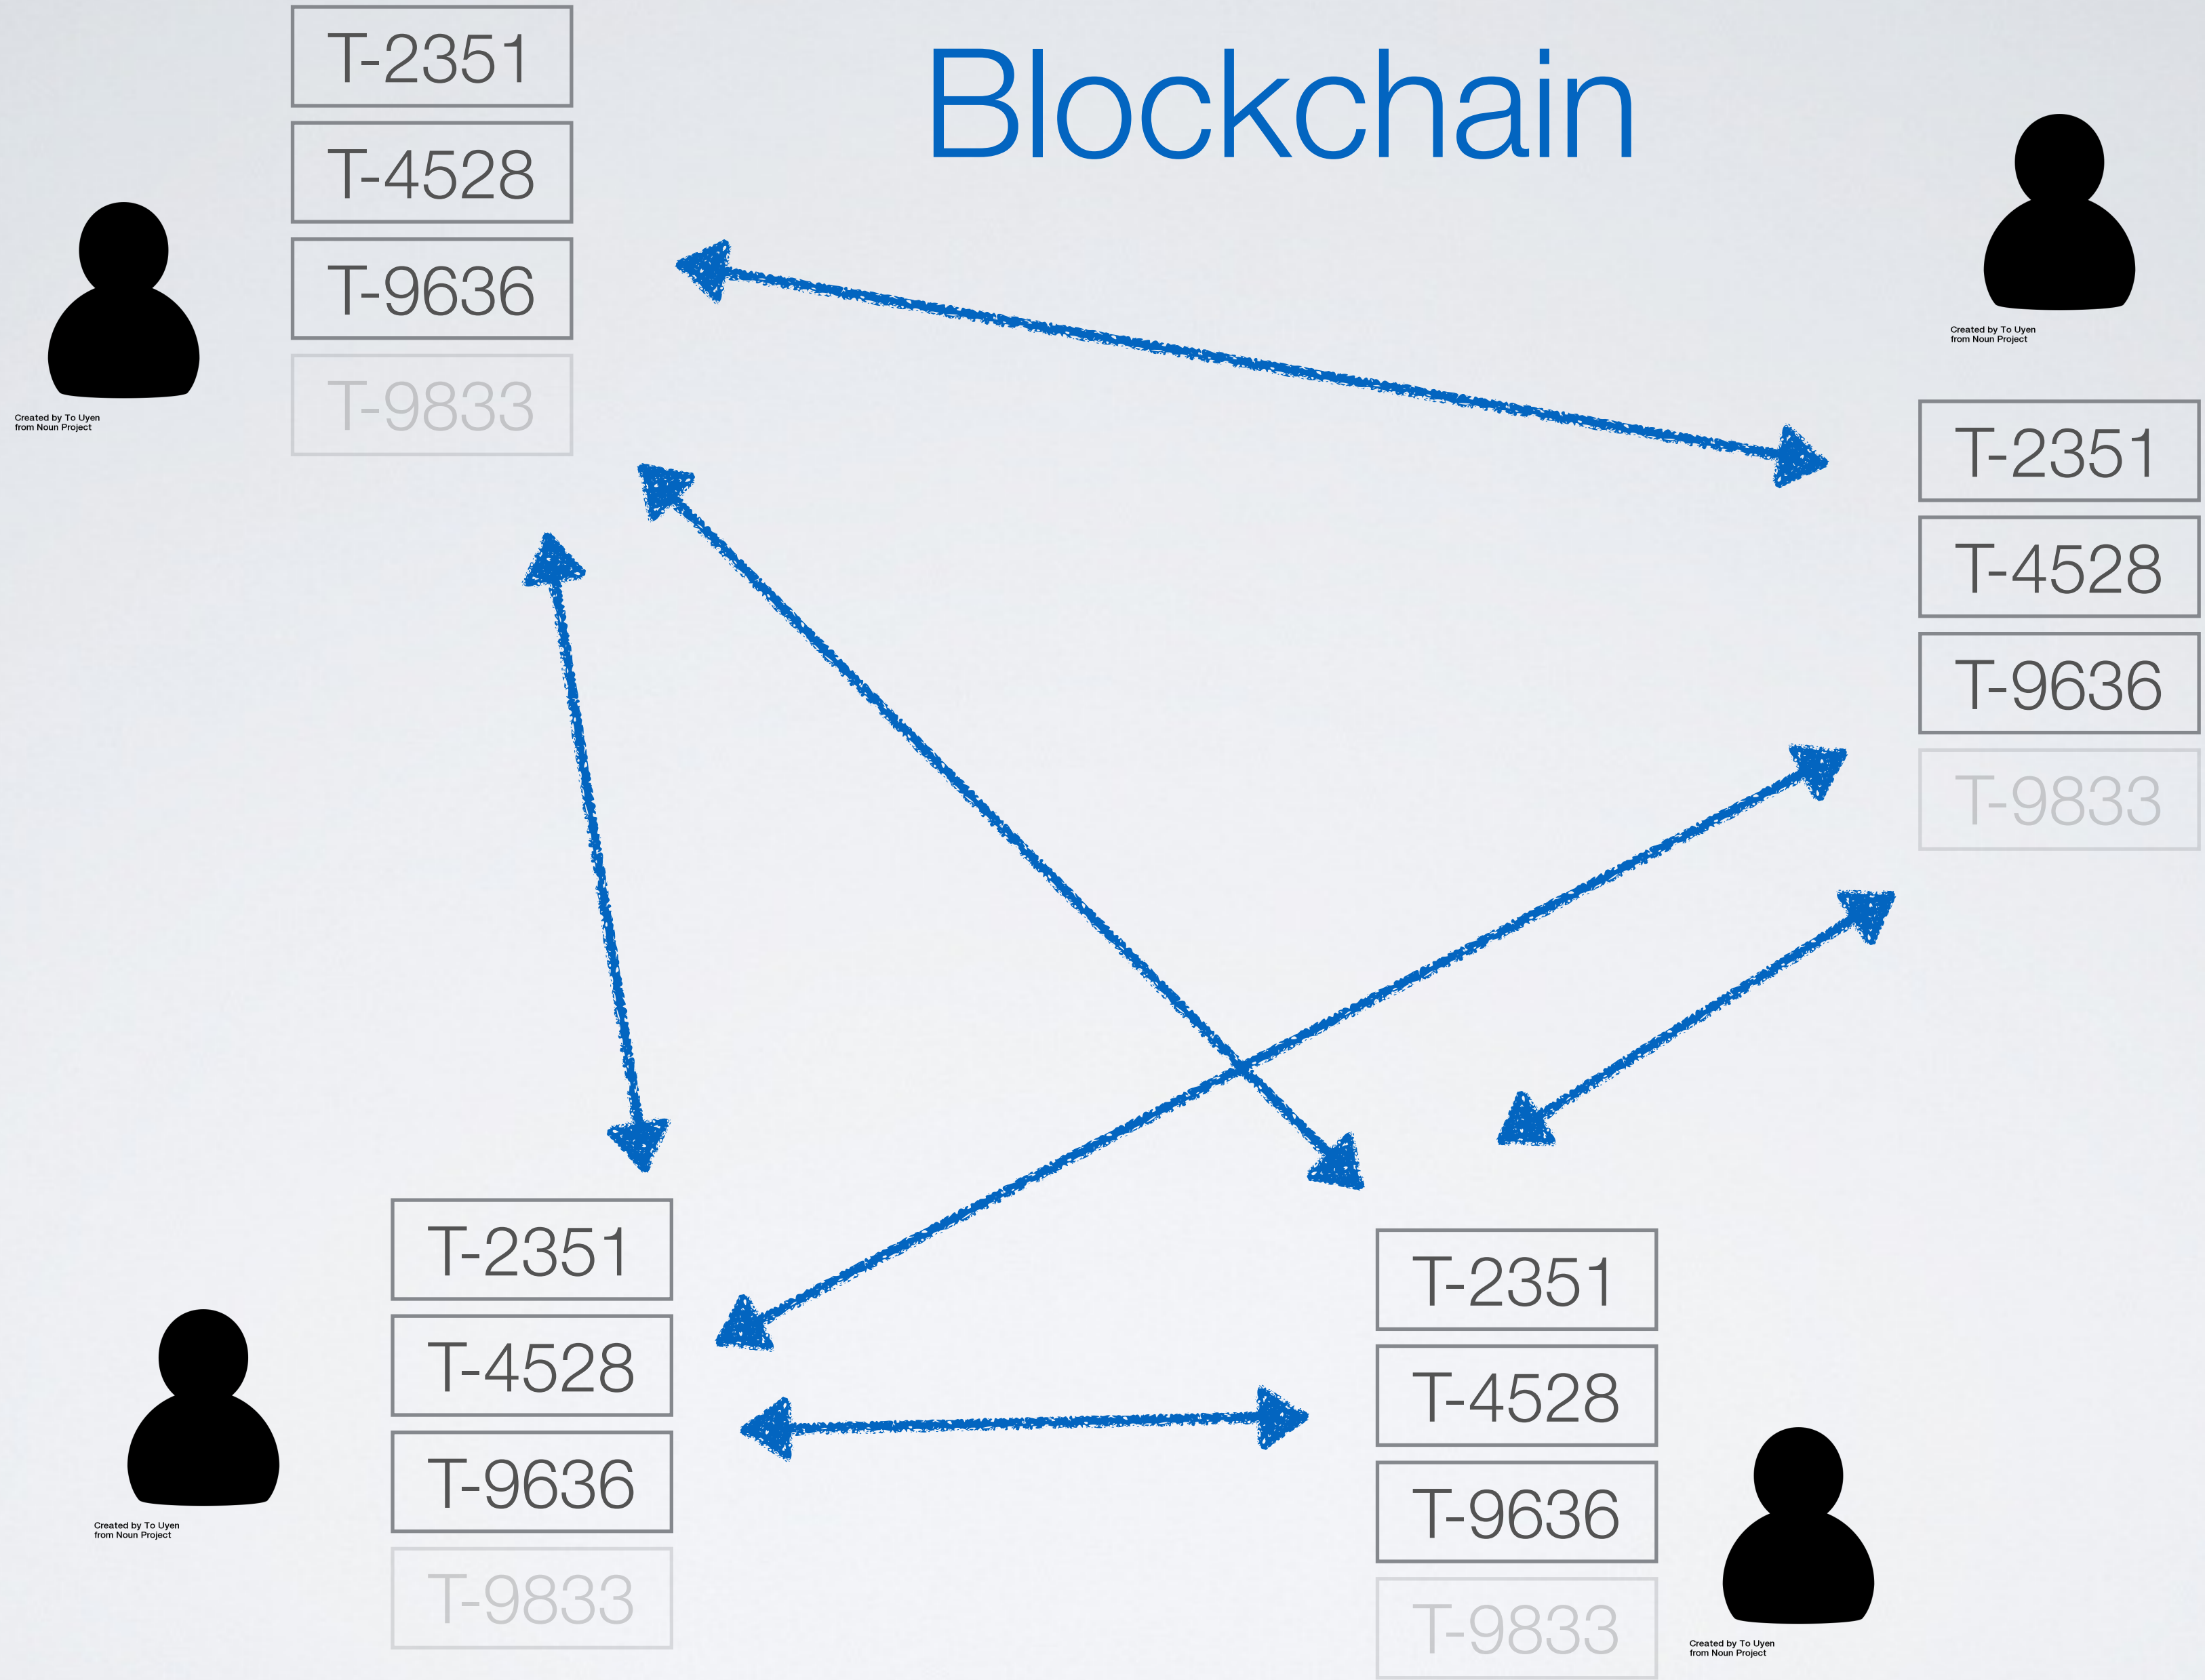 Blockchain
T-2351
T-4528
T-9636
T-9833
Created by To Uyen
from Noun Project
Created by To Uyen
from Noun Project
T-2351
T-4528
T-9636
T-9833
T-2351
T-4528
T-9636
T-9833
Created by To Uyen
from Noun Project
T-2351
T-4528
T-9636
T-9833
Created by To Uyen
from Noun Project